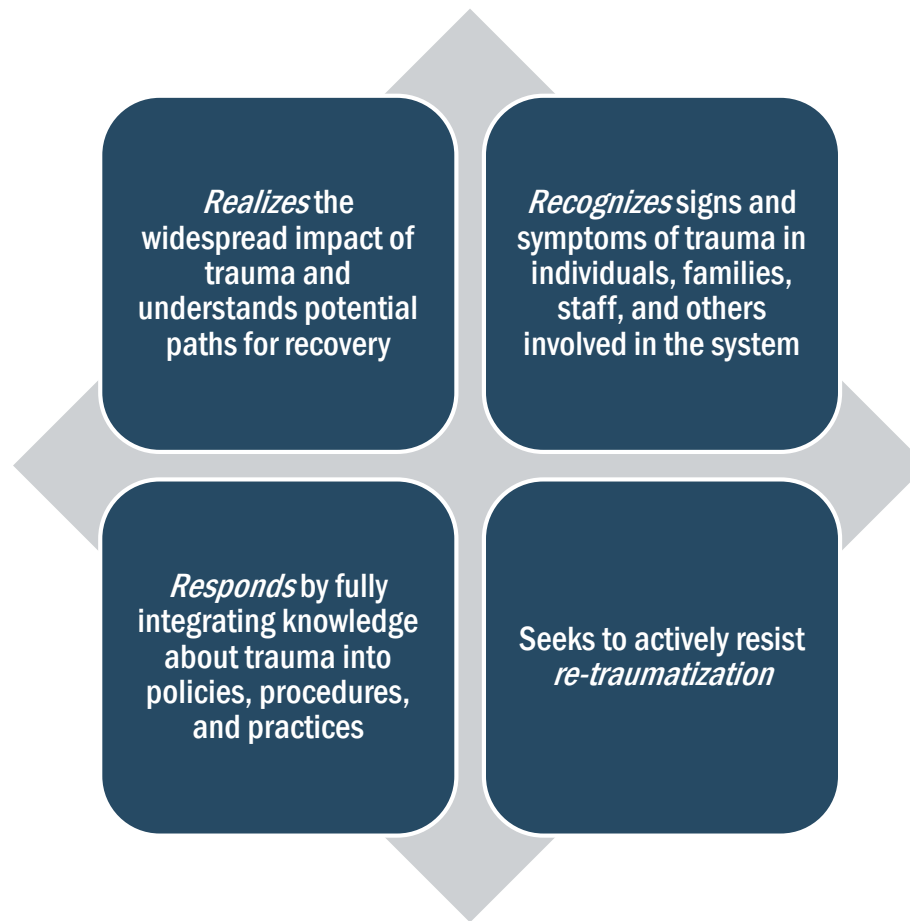 Realizes the
widespread impact of
trauma and
understands potential
paths for recovery
Recognizes signs and
symptoms of trauma in
individuals, families,
staff, and others
involved in the system
Responds by fully
integrating knowledge
about trauma into
policies, procedures,
and practices
Seeks to actively resist
re-traumatization